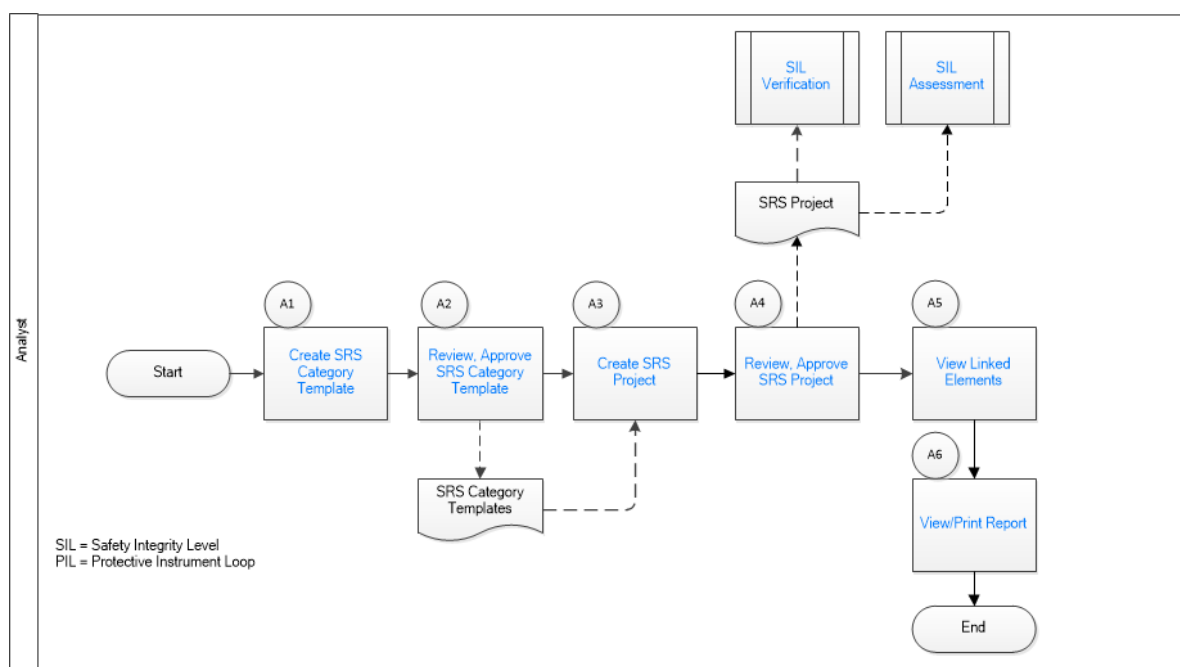 Analyst
SIL
Verification
SIL
Assessment
SRS Project
A1
A2
A3
A4
A5
Start
Create SRS
Category
Template
Review, Approve
SRS Category
Template
Create SRS
Project
Review, Approve
SRS Project
View Linked
Elements
A6
SRS Category
Templates
View/Print Report
SIL = Safety Integrity Level
PIL = Protective Instrument Loop
End